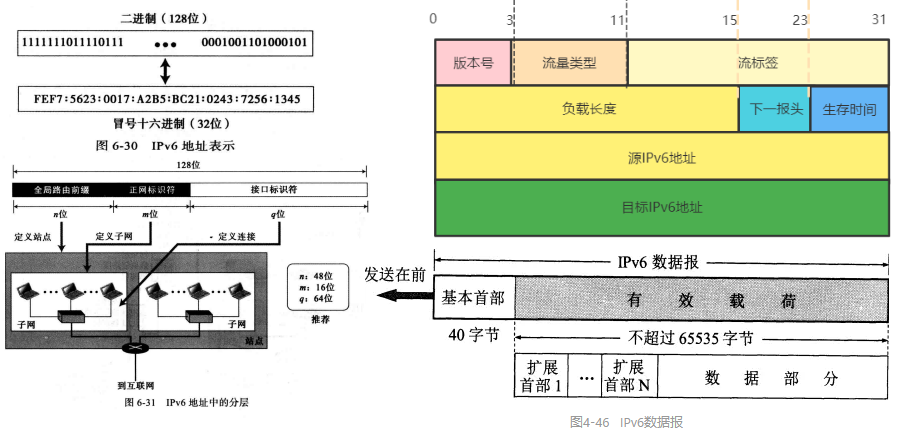 二进制（128位）
1111111011110111 ••• 0001001101000101
FEF7:5623:0017:A2B5:BC21:0243:7256:1345
冒号十六进制（32位）
图 6-30 IPv6 地址表示
128位
全局路由前缀 正网标识符 接口标识符
n位 m位 q位
定义站点 定义子网 - 定义连接
子网 子网
站点
n：48位
m：16位
q：64位
推荐
到互联网
图 6-31 IPv6 地址中的分层
0 3 11 15 23 31
版本号 流量类型 流标签
负载长度 下一报头 生存时间
源IPv6地址
目标IPv6地址
IPv6 数据报
发送在前
基本首部 有 效 载 荷
40 字节 不超过 65535 字节
扩展首部 1 … 扩展首部 N 数 据 部 分
图4-46 IPv6数据报